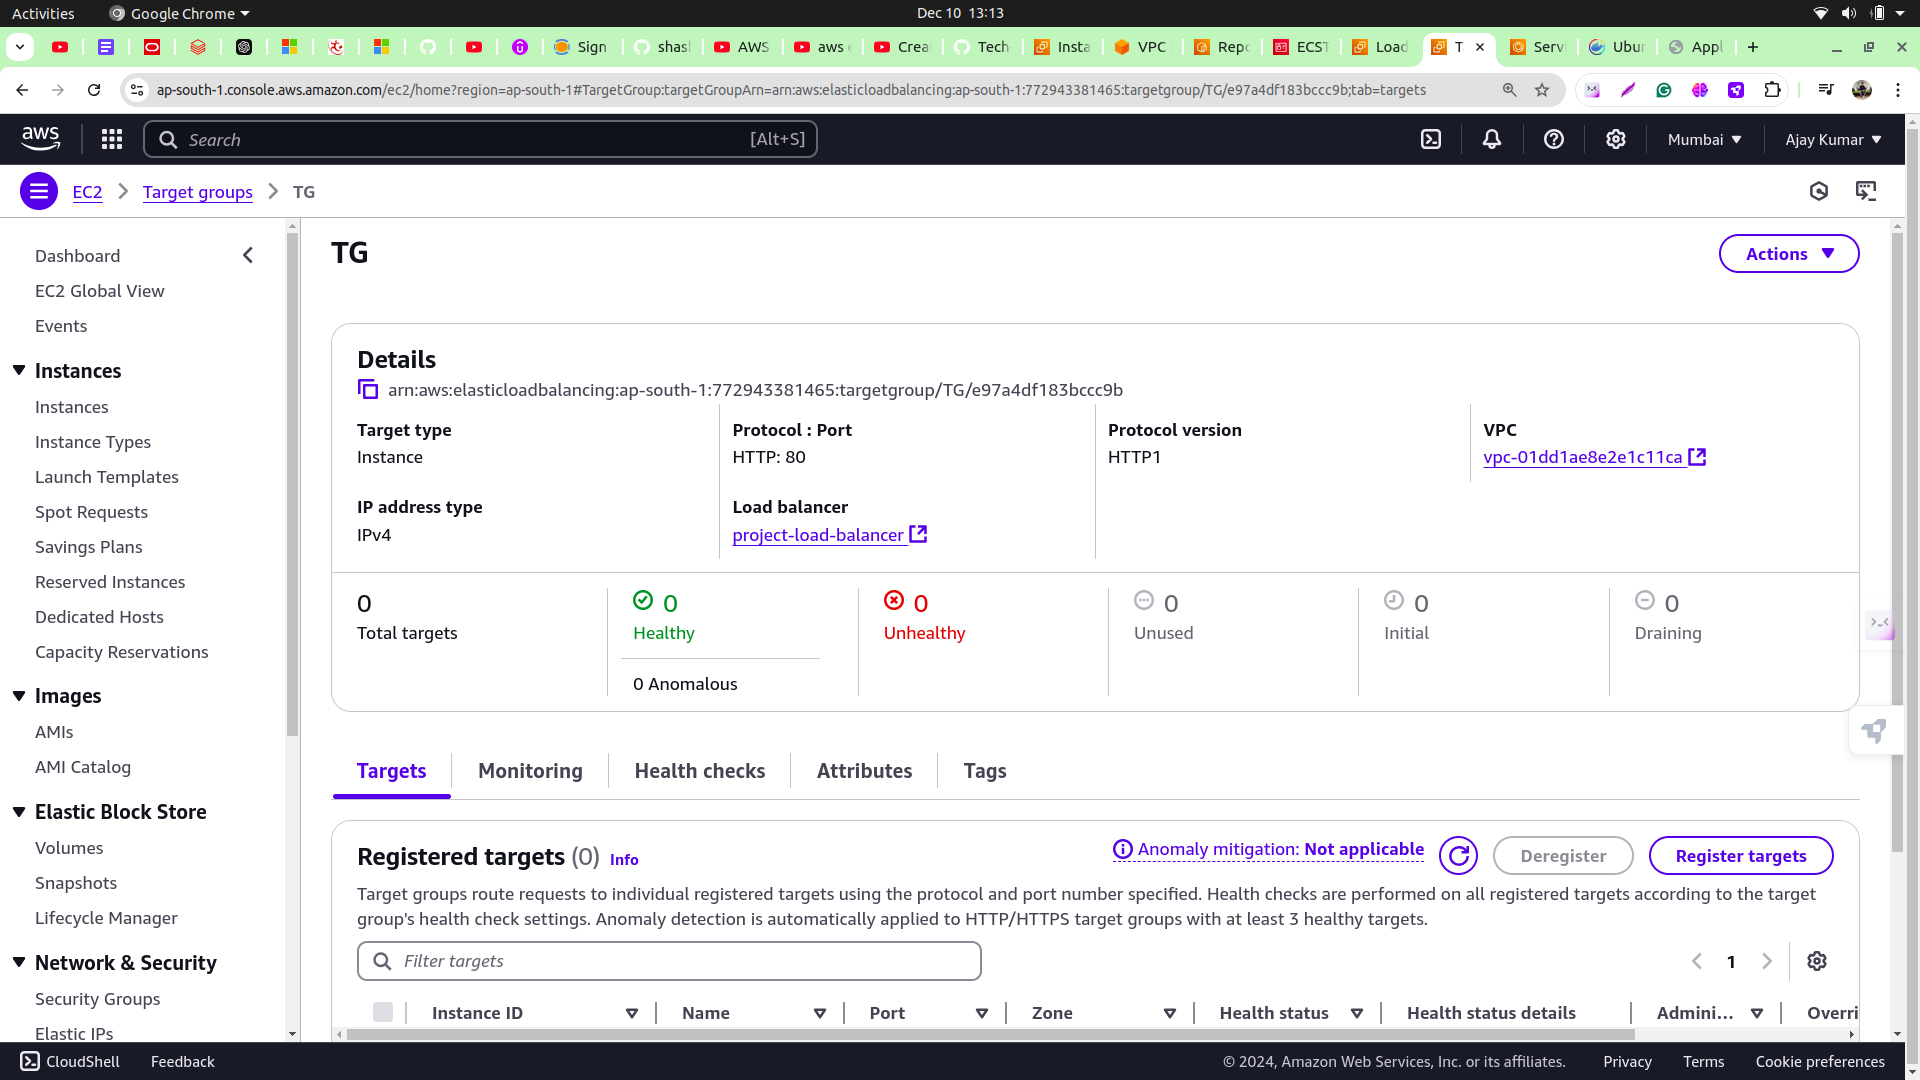 Activities
Google Chrome
Dec 10 13:13
Sign
shasl
AWS
aws
Crea
Tech
Insta
VPC
Repo
ECST
Load
T
Servi
Ubur
Appl
ap-south-1.console.aws.amazon.com/ec2/home?region=ap-south-1#TargetGroup:targetGroupArn=arn:aws:elasticloadbalancing:ap-south-1:772943381465:targetgroup/TG/e97a4df183bccc9b;tab=targets
aws
Search
[Alt+S]
Mumbai
Ajay Kumar
EC2
Target groups
TG
Dashboard
EC2 Global View
Events
Instances
Instances
Instance Types
Launch Templates
Spot Requests
Savings Plans
Reserved Instances
Dedicated Hosts
Capacity Reservations
Images
AMIs
AMI Catalog
Elastic Block Store
Volumes
Snapshots
Lifecycle Manager
Network & Security
Security Groups
Elastic IPs
TG
Actions
Details
arn:aws:elasticloadbalancing:ap-south-1:772943381465:targetgroup/TG/e97a4df183bccc9b
Target type
Instance
Protocol : Port
HTTP: 80
Protocol version
HTTP1
VPC
vpc-01dd1ae8e2e1c11ca
IP address type
IPv4
Load balancer
project-load-balancer
0
Total targets
0
Healthy
0 Anomalous
0
Unhealthy
0
Unused
0
Initial
0
Draining
Targets
Monitoring
Health checks
Attributes
Tags
Registered targets (0) Info
Anomaly mitigation: Not applicable
Deregister
Register targets
Target groups route requests to individual registered targets using the protocol and port number specified. Health checks are performed on all registered targets according to the target
group's health check settings. Anomaly detection is automatically applied to HTTP/HTTPS target groups with at least 3 healthy targets.
Filter targets
1
Instance ID
Name
Port
Zone
Health status
Health status details
Admini...
Overri
CloudShell
Feedback
© 2024, Amazon Web Services, Inc. or its affiliates.
Privacy
Terms
Cookie preferences